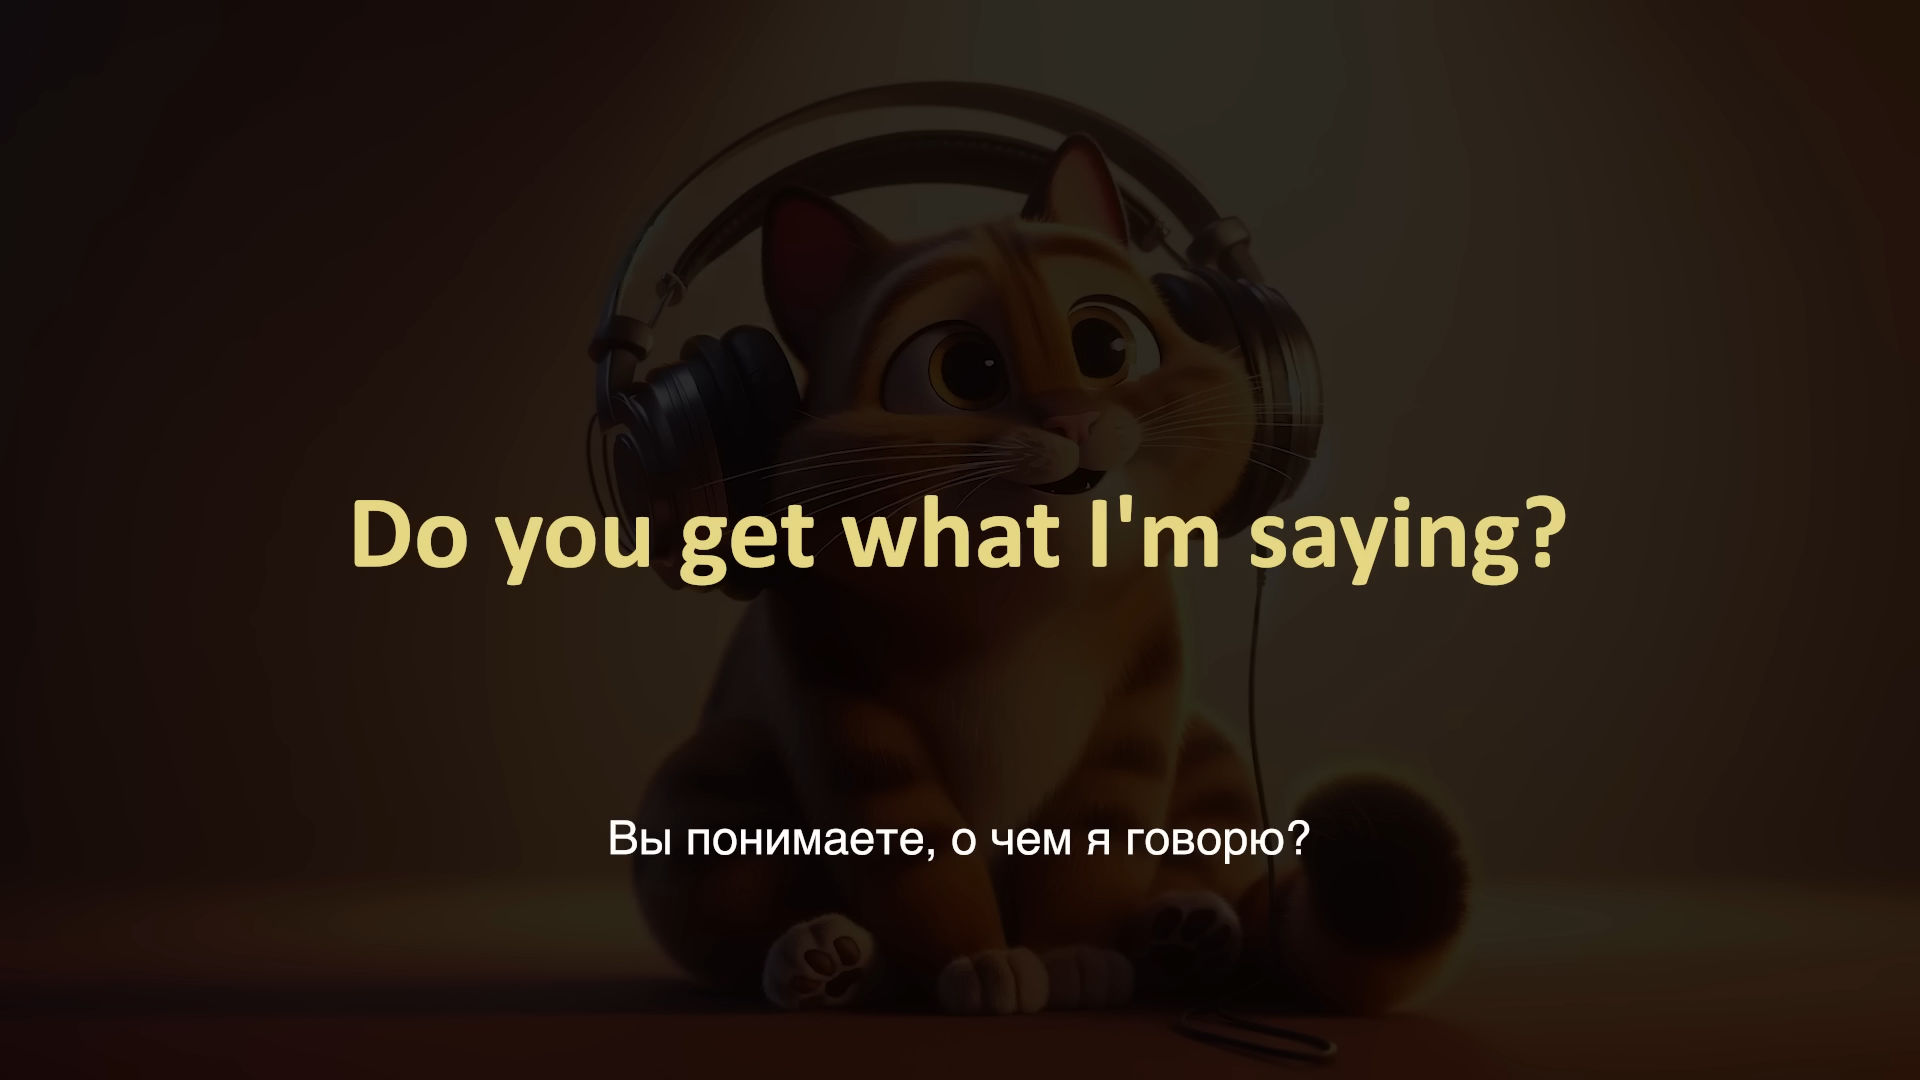 Do you get what I'm saying?
Вы понимаете, о чем я говорю?